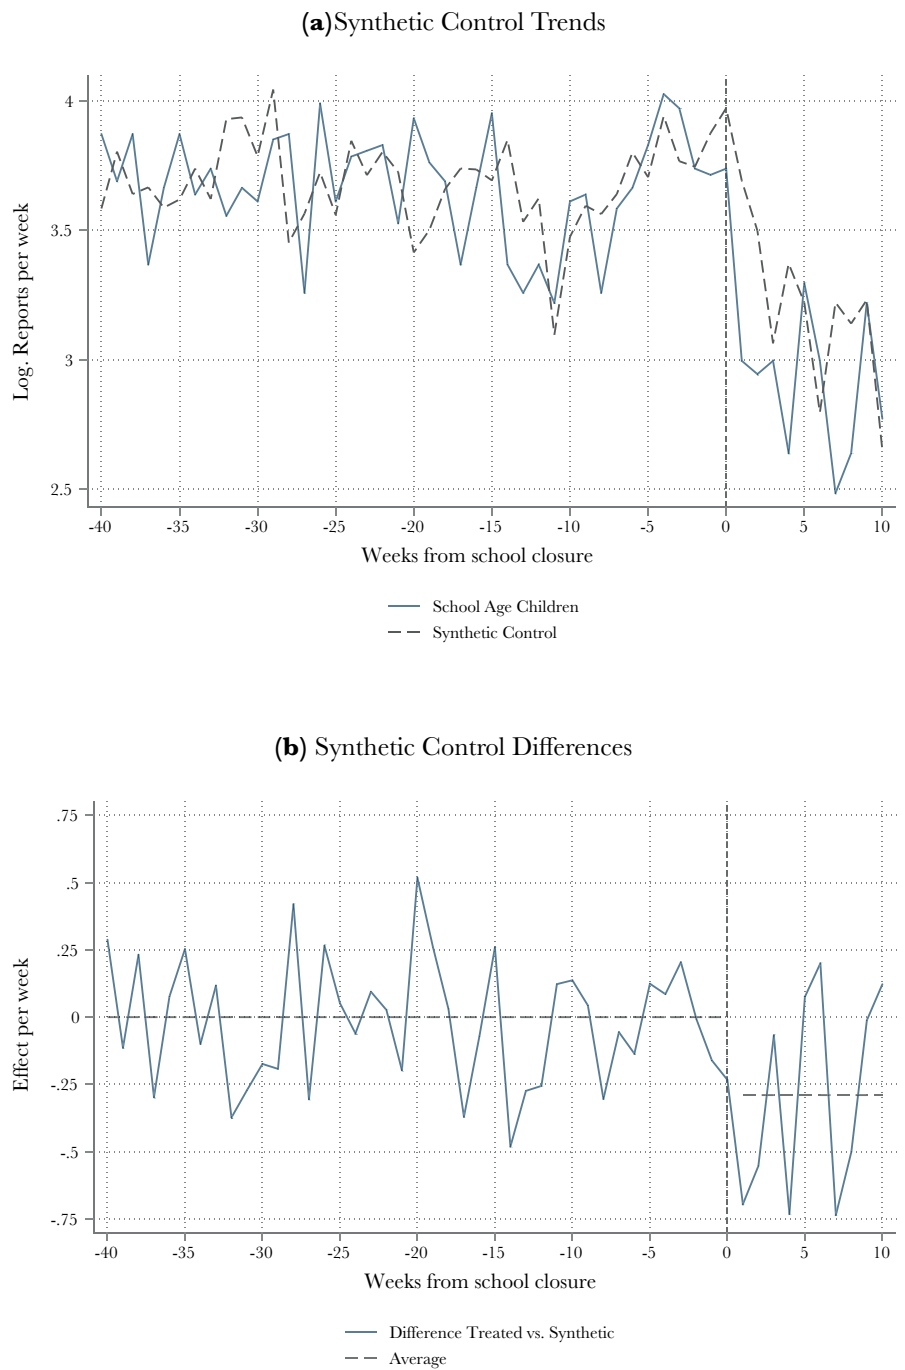 (a)Synthetic Control Trends
4
3.5
3
2.5
Log. Reports per week
-40 -35 -30 -25 -20 -15 -10 -5 0 5 10
Weeks from school closure
School Age Children
Synthetic Control
(b) Synthetic Control Differences
.75
.5
.25
0
-.25
-.5
-.75
Effect per week
-40 -35 -30 -25 -20 -15 -10 -5 0 5 10
Weeks from school closure
Difference Treated vs. Synthetic
Average